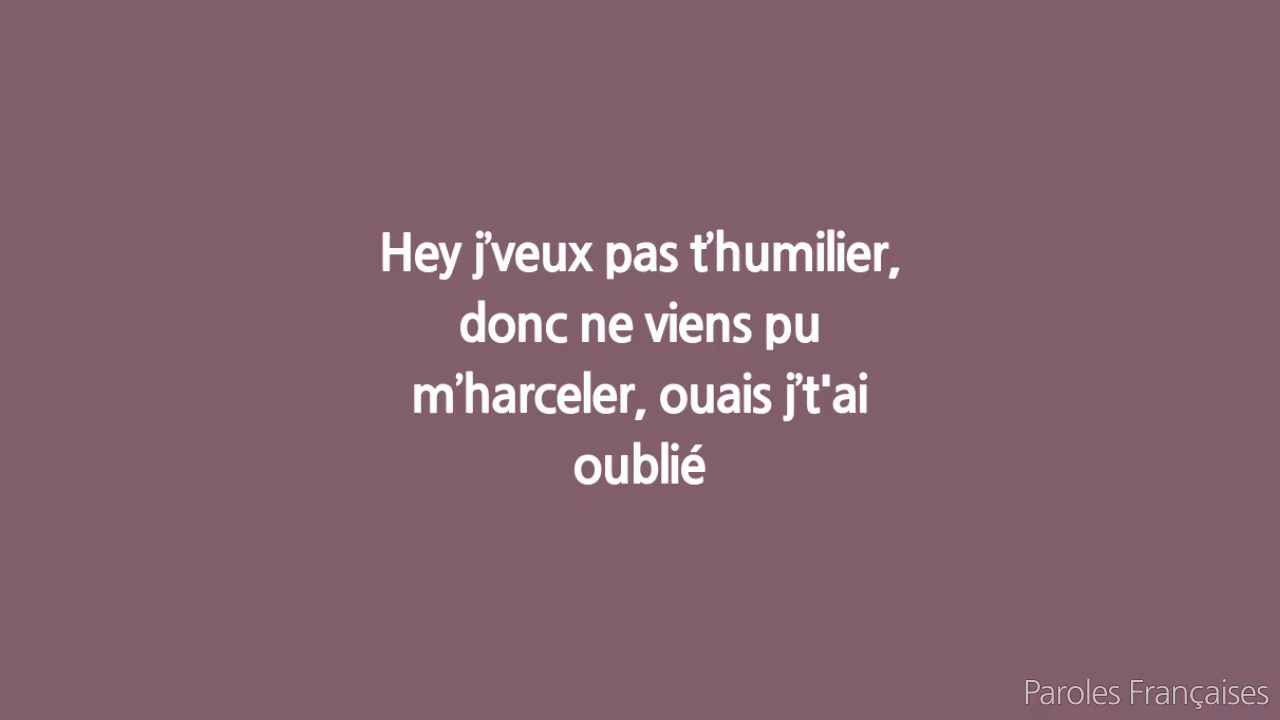 Hey j’veux pas t’humilier,
donc ne viens pu
m’harceler, ouais j’t'ai
oublié
Paroles Françaises